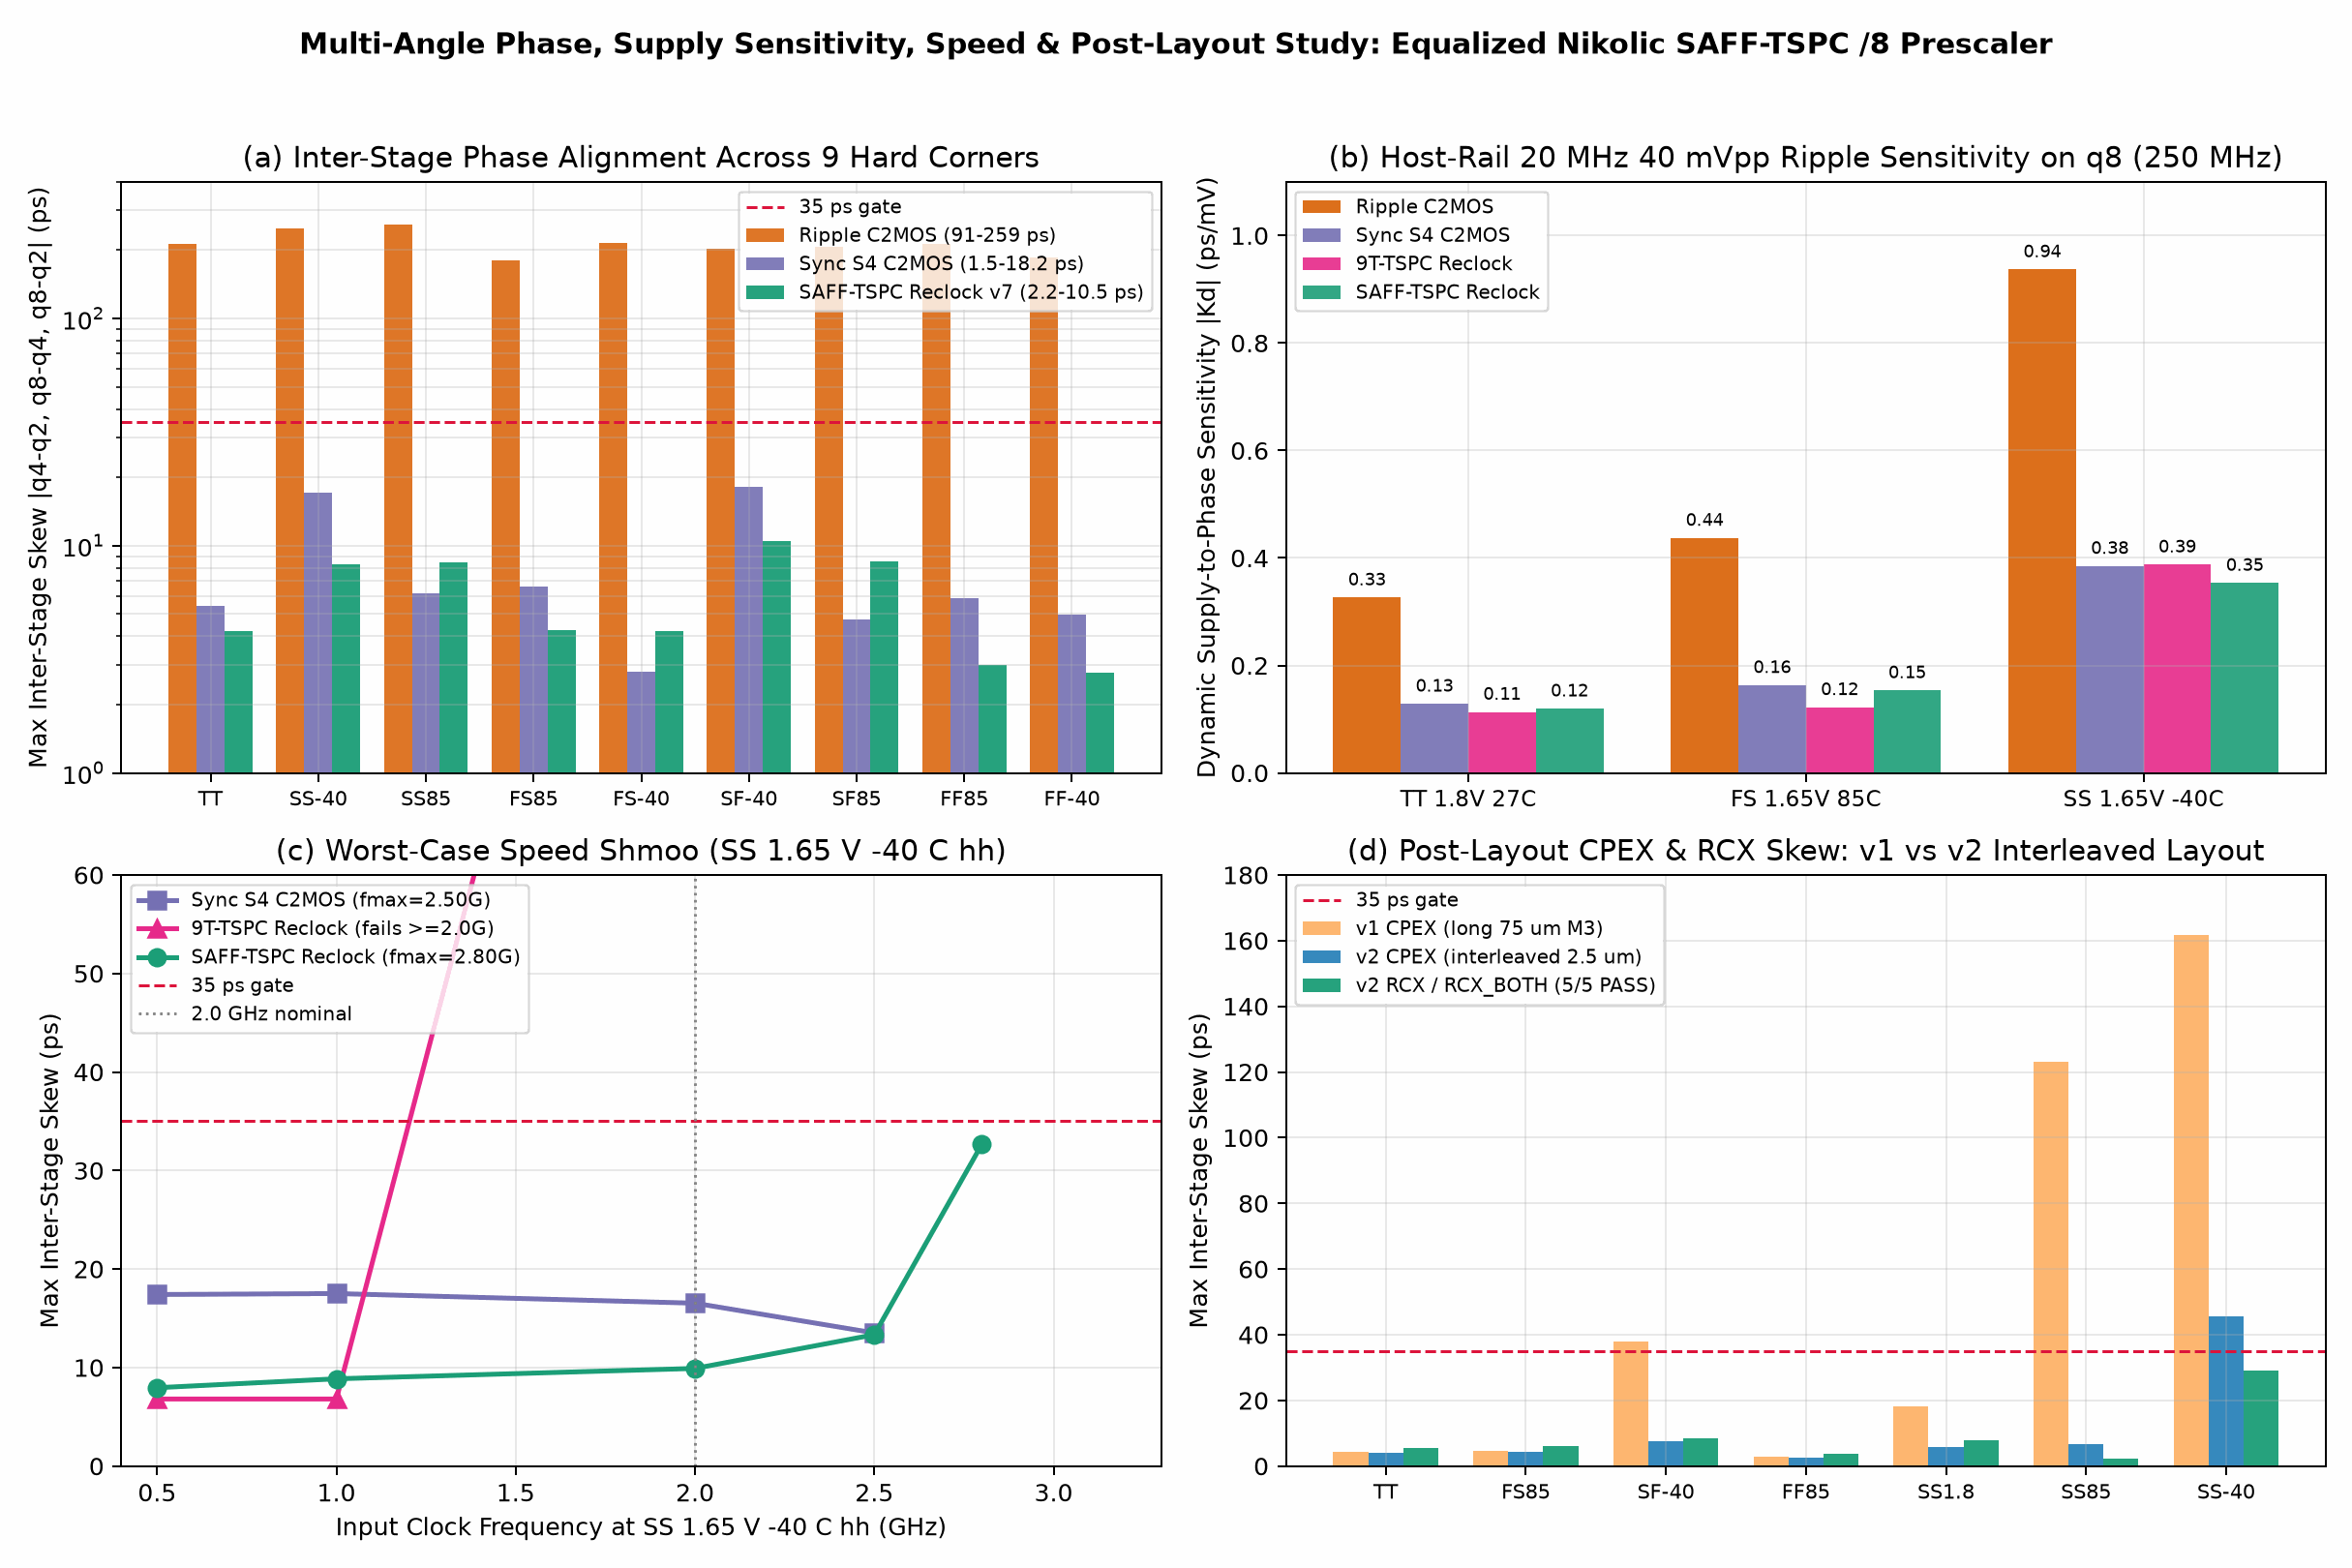 Multi-Angle Phase, Supply Sensitivity, Speed & Post-Layout Study: Equalized Nikolic SAFF-TSPC /8 Prescaler
(a) Inter-Stage Phase Alignment Across 9 Hard Corners
Max Inter-Stage Skew |q4-q2, q8-q4, q8-q2| (ps)
10²
10¹
10⁰
35 ps gate
Ripple C2MOS (91-259 ps)
Sync S4 C2MOS (1.5-18.2 ps)
SAFF-TSPC Reclock v7 (2.2-10.5 ps)
TT SS-40 SS85 FS85 FS-40 SF-40 SF85 FF85 FF-40
(b) Host-Rail 20 MHz 40 mVpp Ripple Sensitivity on q8 (250 MHz)
Dynamic Supply-to-Phase Sensitivity |Kd| (ps/mV)
1.0
0.8
0.6
0.4
0.2
0.0
Ripple C2MOS
Sync S4 C2MOS
9T-TSPC Reclock
SAFF-TSPC Reclock
0.33 0.13 0.11 0.12
0.44 0.16 0.12 0.15
0.94 0.38 0.39 0.35
TT 1.8V 27C FS 1.65V 85C SS 1.65V -40C
(c) Worst-Case Speed Shmoo (SS 1.65 V -40 C hh)
Max Inter-Stage Skew (ps)
60
50
40
30
20
10
0
Sync S4 C2MOS (fmax=2.50G)
9T-TSPC Reclock (fails >=2.0G)
SAFF-TSPC Reclock (fmax=2.80G)
35 ps gate
2.0 GHz nominal
0.5 1.0 1.5 2.0 2.5 3.0
Input Clock Frequency at SS 1.65 V -40 C hh (GHz)
(d) Post-Layout CPEX & RCX Skew: v1 vs v2 Interleaved Layout
Max Inter-Stage Skew (ps)
180
160
140
120
100
80
60
40
20
0
35 ps gate
v1 CPEX (long 75 um M3)
v2 CPEX (interleaved 2.5 um)
v2 RCX / RCX_BOTH (5/5 PASS)
TT FS85 SF-40 FF85 SS1.8 SS85 SS-40